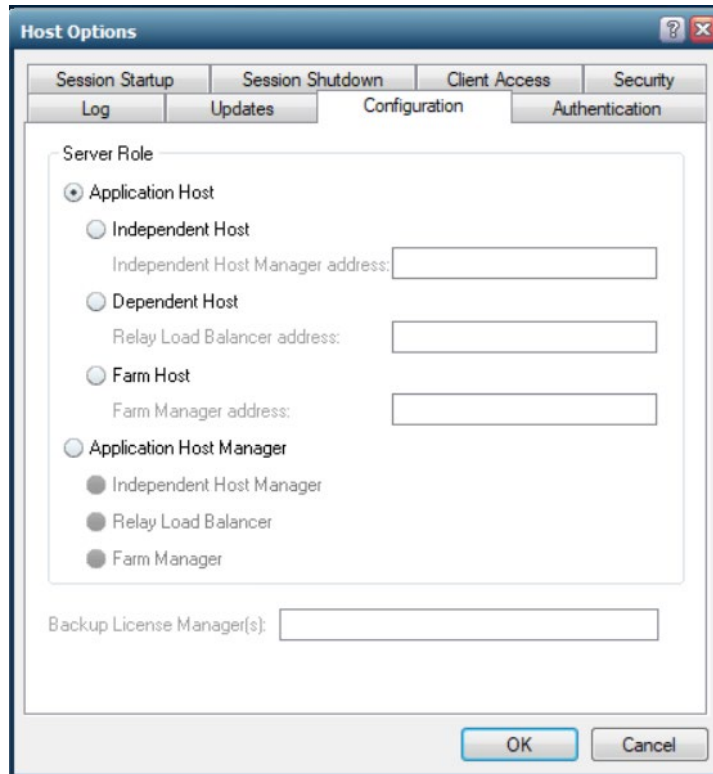 Host Options
Session Startup Session Shutdown Client Access Security
Log Updates Configuration Authentication
Server Role
Application Host
Independent Host
Independent Host Manager address:
Dependent Host
Relay Load Balancer address:
Farm Host
Farm Manager address:
Application Host Manager
Independent Host Manager
Relay Load Balancer
Farm Manager
Backup License Manager(s):
OK Cancel